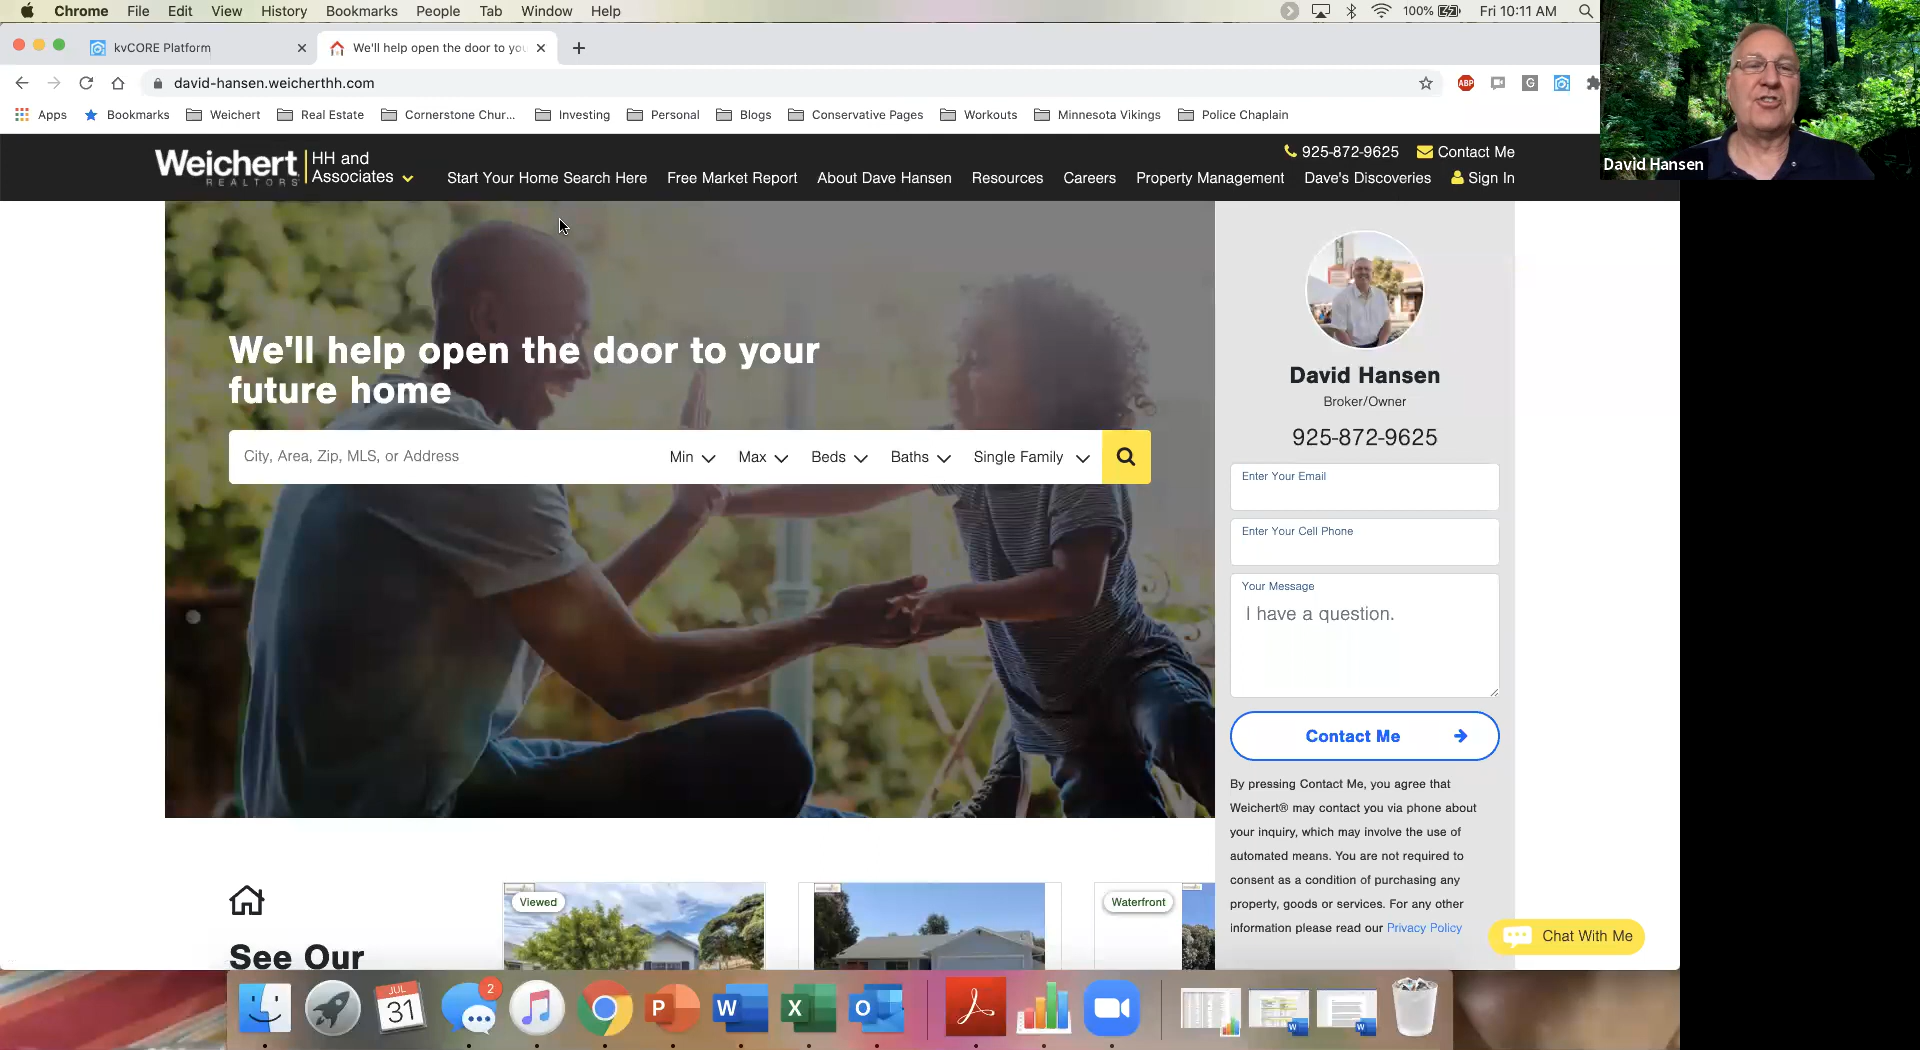 Chrome File Edit View History Bookmarks People Tab Window Help
100% Fri 10:11 AM
kvCORE Platform
We'll help open the door to you
david-hansen.weicherthh.com
ABP
G
Apps Bookmarks Weichert Real Estate Cornerstone Chur... Investing Personal Blogs Conservative Pages Workouts Minnesota Vikings Police Chaplain
David Hansen
Weichert
REALTORS
HH and
Associates
925-872-9625 Contact Me
Start Your Home Search Here Free Market Report About Dave Hansen Resources Careers Property Management Dave's Discoveries Sign In
We'll help open the door to your
future home
City, Area, Zip, MLS, or Address Min Max Beds Baths Single Family
David Hansen
Broker/Owner
925-872-9625
Enter Your Email
Enter Your Cell Phone
Your Message
I have a question.
Contact Me
By pressing Contact Me, you agree that
Weichert® may contact you via phone about
your inquiry, which may involve the use of
automated means. You are not required to
consent as a condition of purchasing any
property, goods or services. For any other
information please read our Privacy Policy
Chat With Me
See Our
Viewed
Waterfront
JUL
31
2
P
W
X
O
W
W